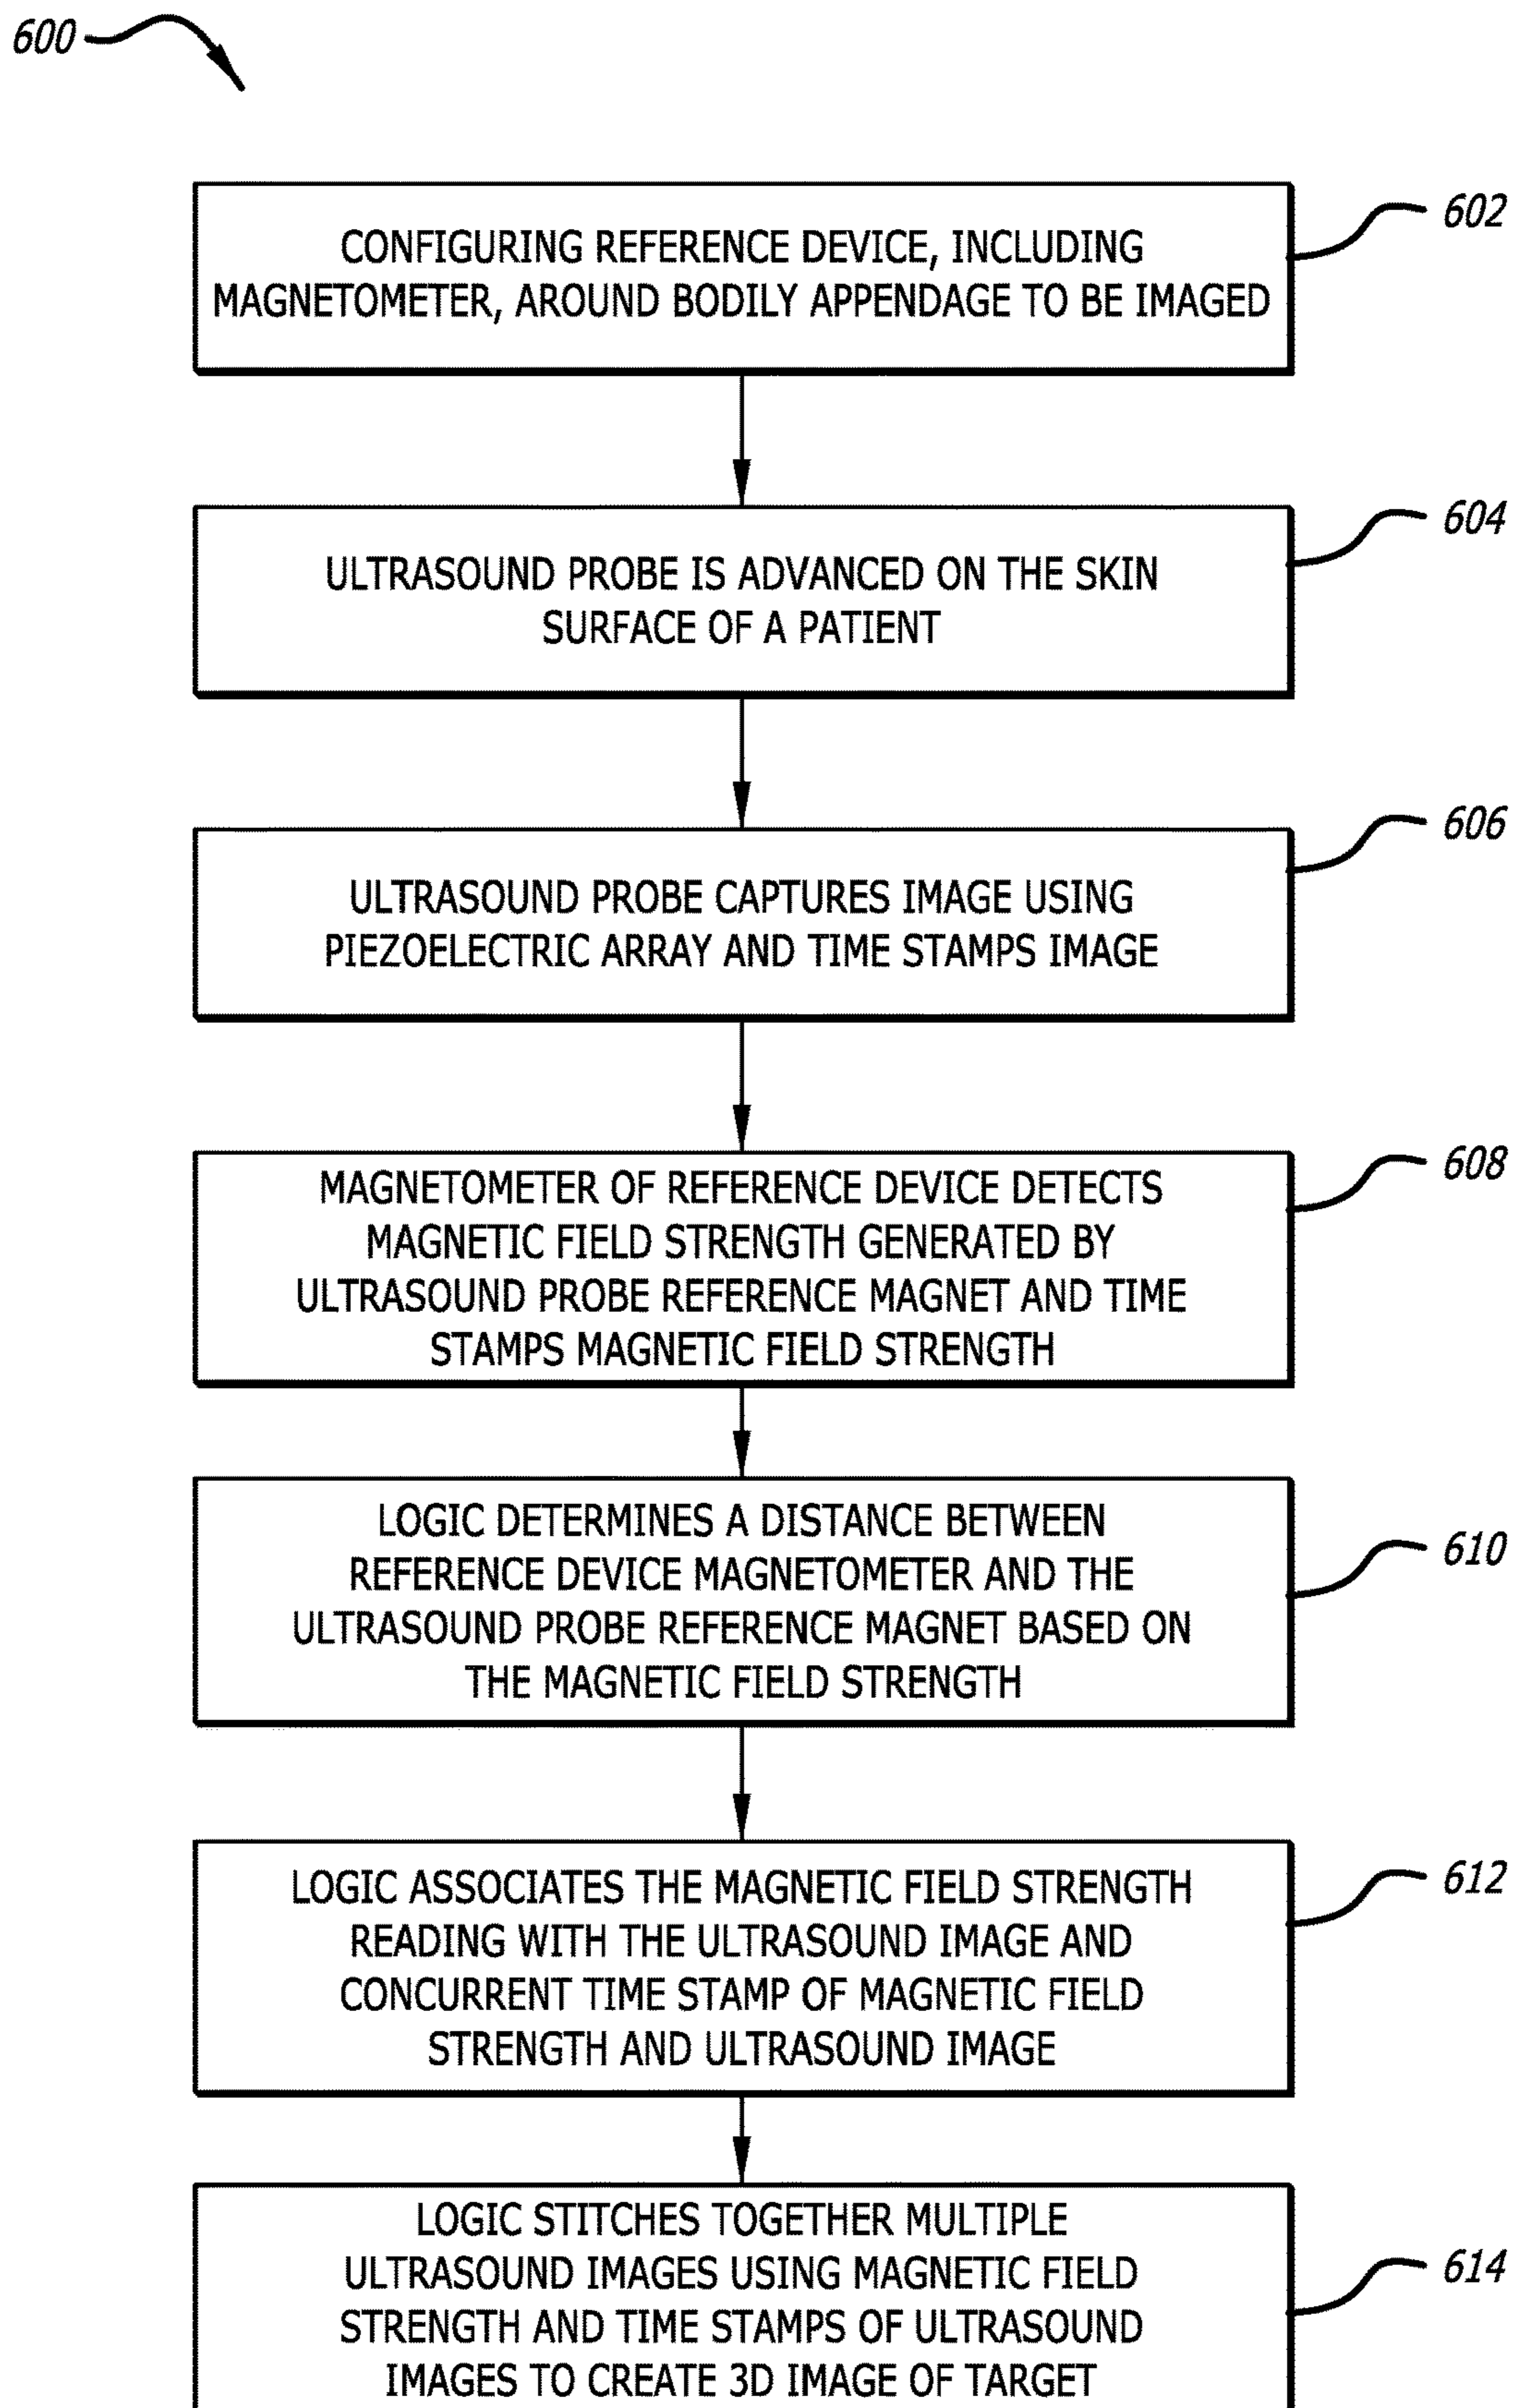 600
602
CONFIGURING REFERENCE DEVICE, INCLUDING
MAGNETOMETER, AROUND BODILY APPENDAGE TO BE IMAGED
604
ULTRASOUND PROBE IS ADVANCED ON THE SKIN
SURFACE OF A PATIENT
606
ULTRASOUND PROBE CAPTURES IMAGE USING
PIEZOELECTRIC ARRAY AND TIME STAMPS IMAGE
608
MAGNETOMETER OF REFERENCE DEVICE DETECTS
MAGNETIC FIELD STRENGTH GENERATED BY
ULTRASOUND PROBE REFERENCE MAGNET AND TIME
STAMPS MAGNETIC FIELD STRENGTH
610
LOGIC DETERMINES A DISTANCE BETWEEN
REFERENCE DEVICE MAGNETOMETER AND THE
ULTRASOUND PROBE REFERENCE MAGNET BASED ON
THE MAGNETIC FIELD STRENGTH
612
LOGIC ASSOCIATES THE MAGNETIC FIELD STRENGTH
READING WITH THE ULTRASOUND IMAGE AND
CONCURRENT TIME STAMP OF MAGNETIC FIELD
STRENGTH AND ULTRASOUND IMAGE
614
LOGIC STITCHES TOGETHER MULTIPLE
ULTRASOUND IMAGES USING MAGNETIC FIELD
STRENGTH AND TIME STAMPS OF ULTRASOUND
IMAGES TO CREATE 3D IMAGE OF TARGET